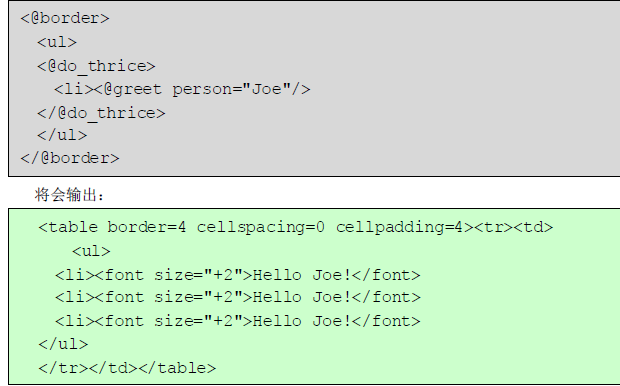 <@border>
  <ul>
  <@do_thrice>
    <li><@greet person="Joe"/>
  </@do_thrice>
  </ul>
</@border>
将会输出：
  <table border=4 cellspacing=0 cellpadding=4><tr><td>
      <ul>
    <li><font size="+2">Hello Joe!</font>
    <li><font size="+2">Hello Joe!</font>
    <li><font size="+2">Hello Joe!</font>
  </ul>
  </tr></td></table>